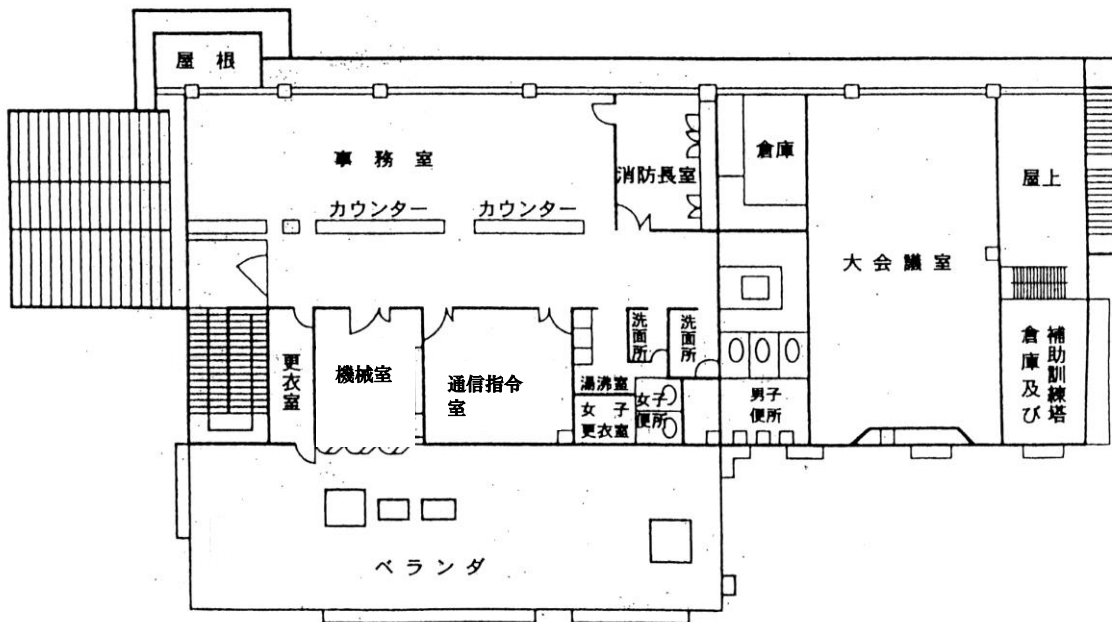 屋根
事務室
消防長室
倉庫
屋上
カウンター
カウンター
大会議室
洗面所
洗面所
更衣室
機械室
通信指令
室
湯沸室
女子
更衣室
女子
便所
男子
便所
補助訓練塔
倉庫及び
ベランダ